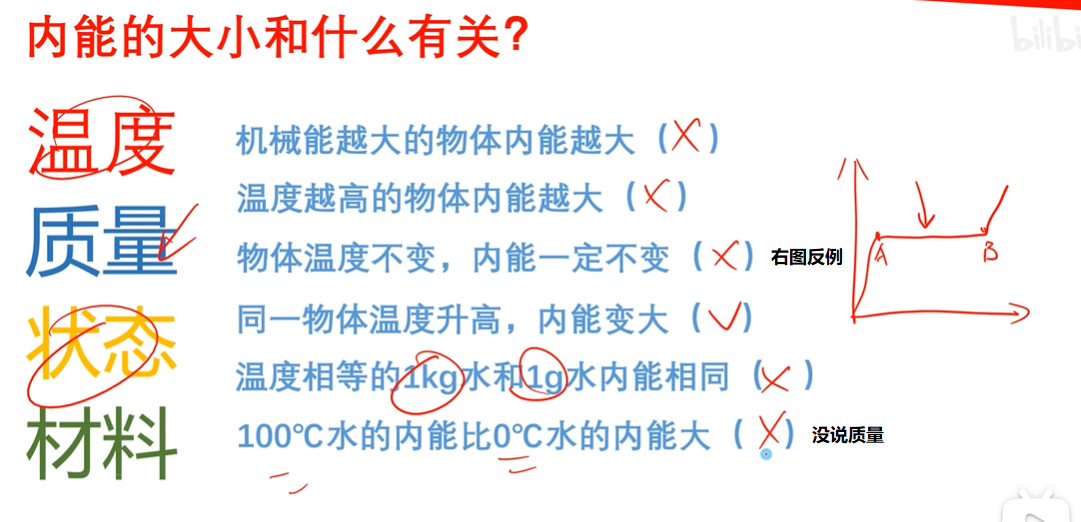 内能的大小和什么有关?
bilibi
温度
质量
状态
材料
机械能越大的物体内能越大（×）
温度越高的物体内能越大（×）
物体温度不变，内能一定不变（×）右图反例
同一物体温度升高，内能变大（√）
温度相等的1kg水和1g水内能相同（×）
100℃水的内能比0℃水的内能大（×）没说质量
A
B